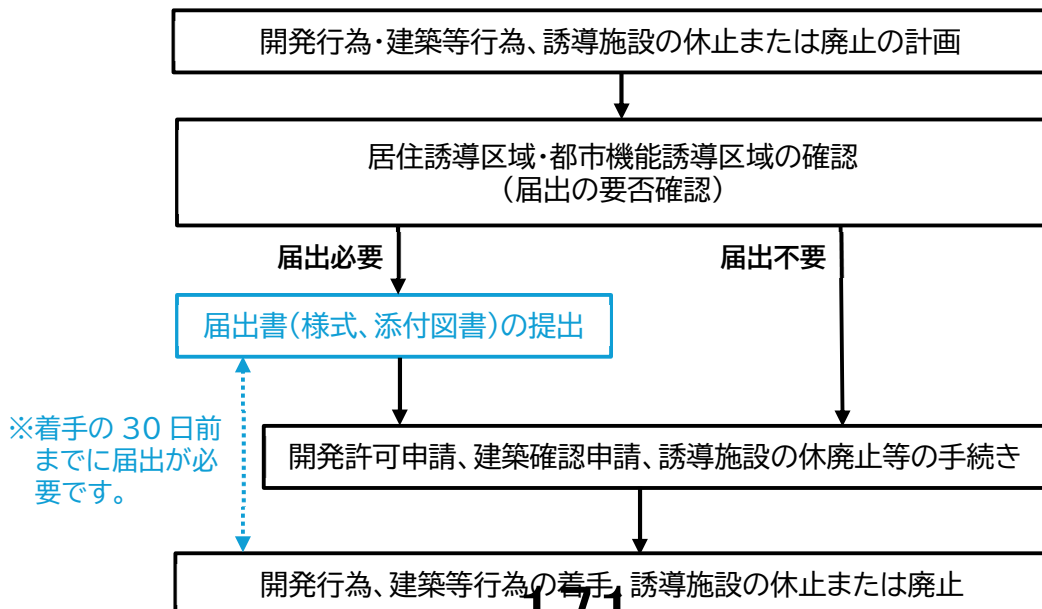 開発行為・建築等行為、誘導施設の休止または廃止の計画
居住誘導区域・都市機能誘導区域の確認
（届出の要否確認）
届出必要
届出不要
届出書（様式、添付図書）の提出
※着手の 30 日前
までに届出が必
要です。
開発許可申請、建築確認申請、誘導施設の休廃止等の手続き
開発行為、建築等行為の着手、誘導施設の休止または廃止
171